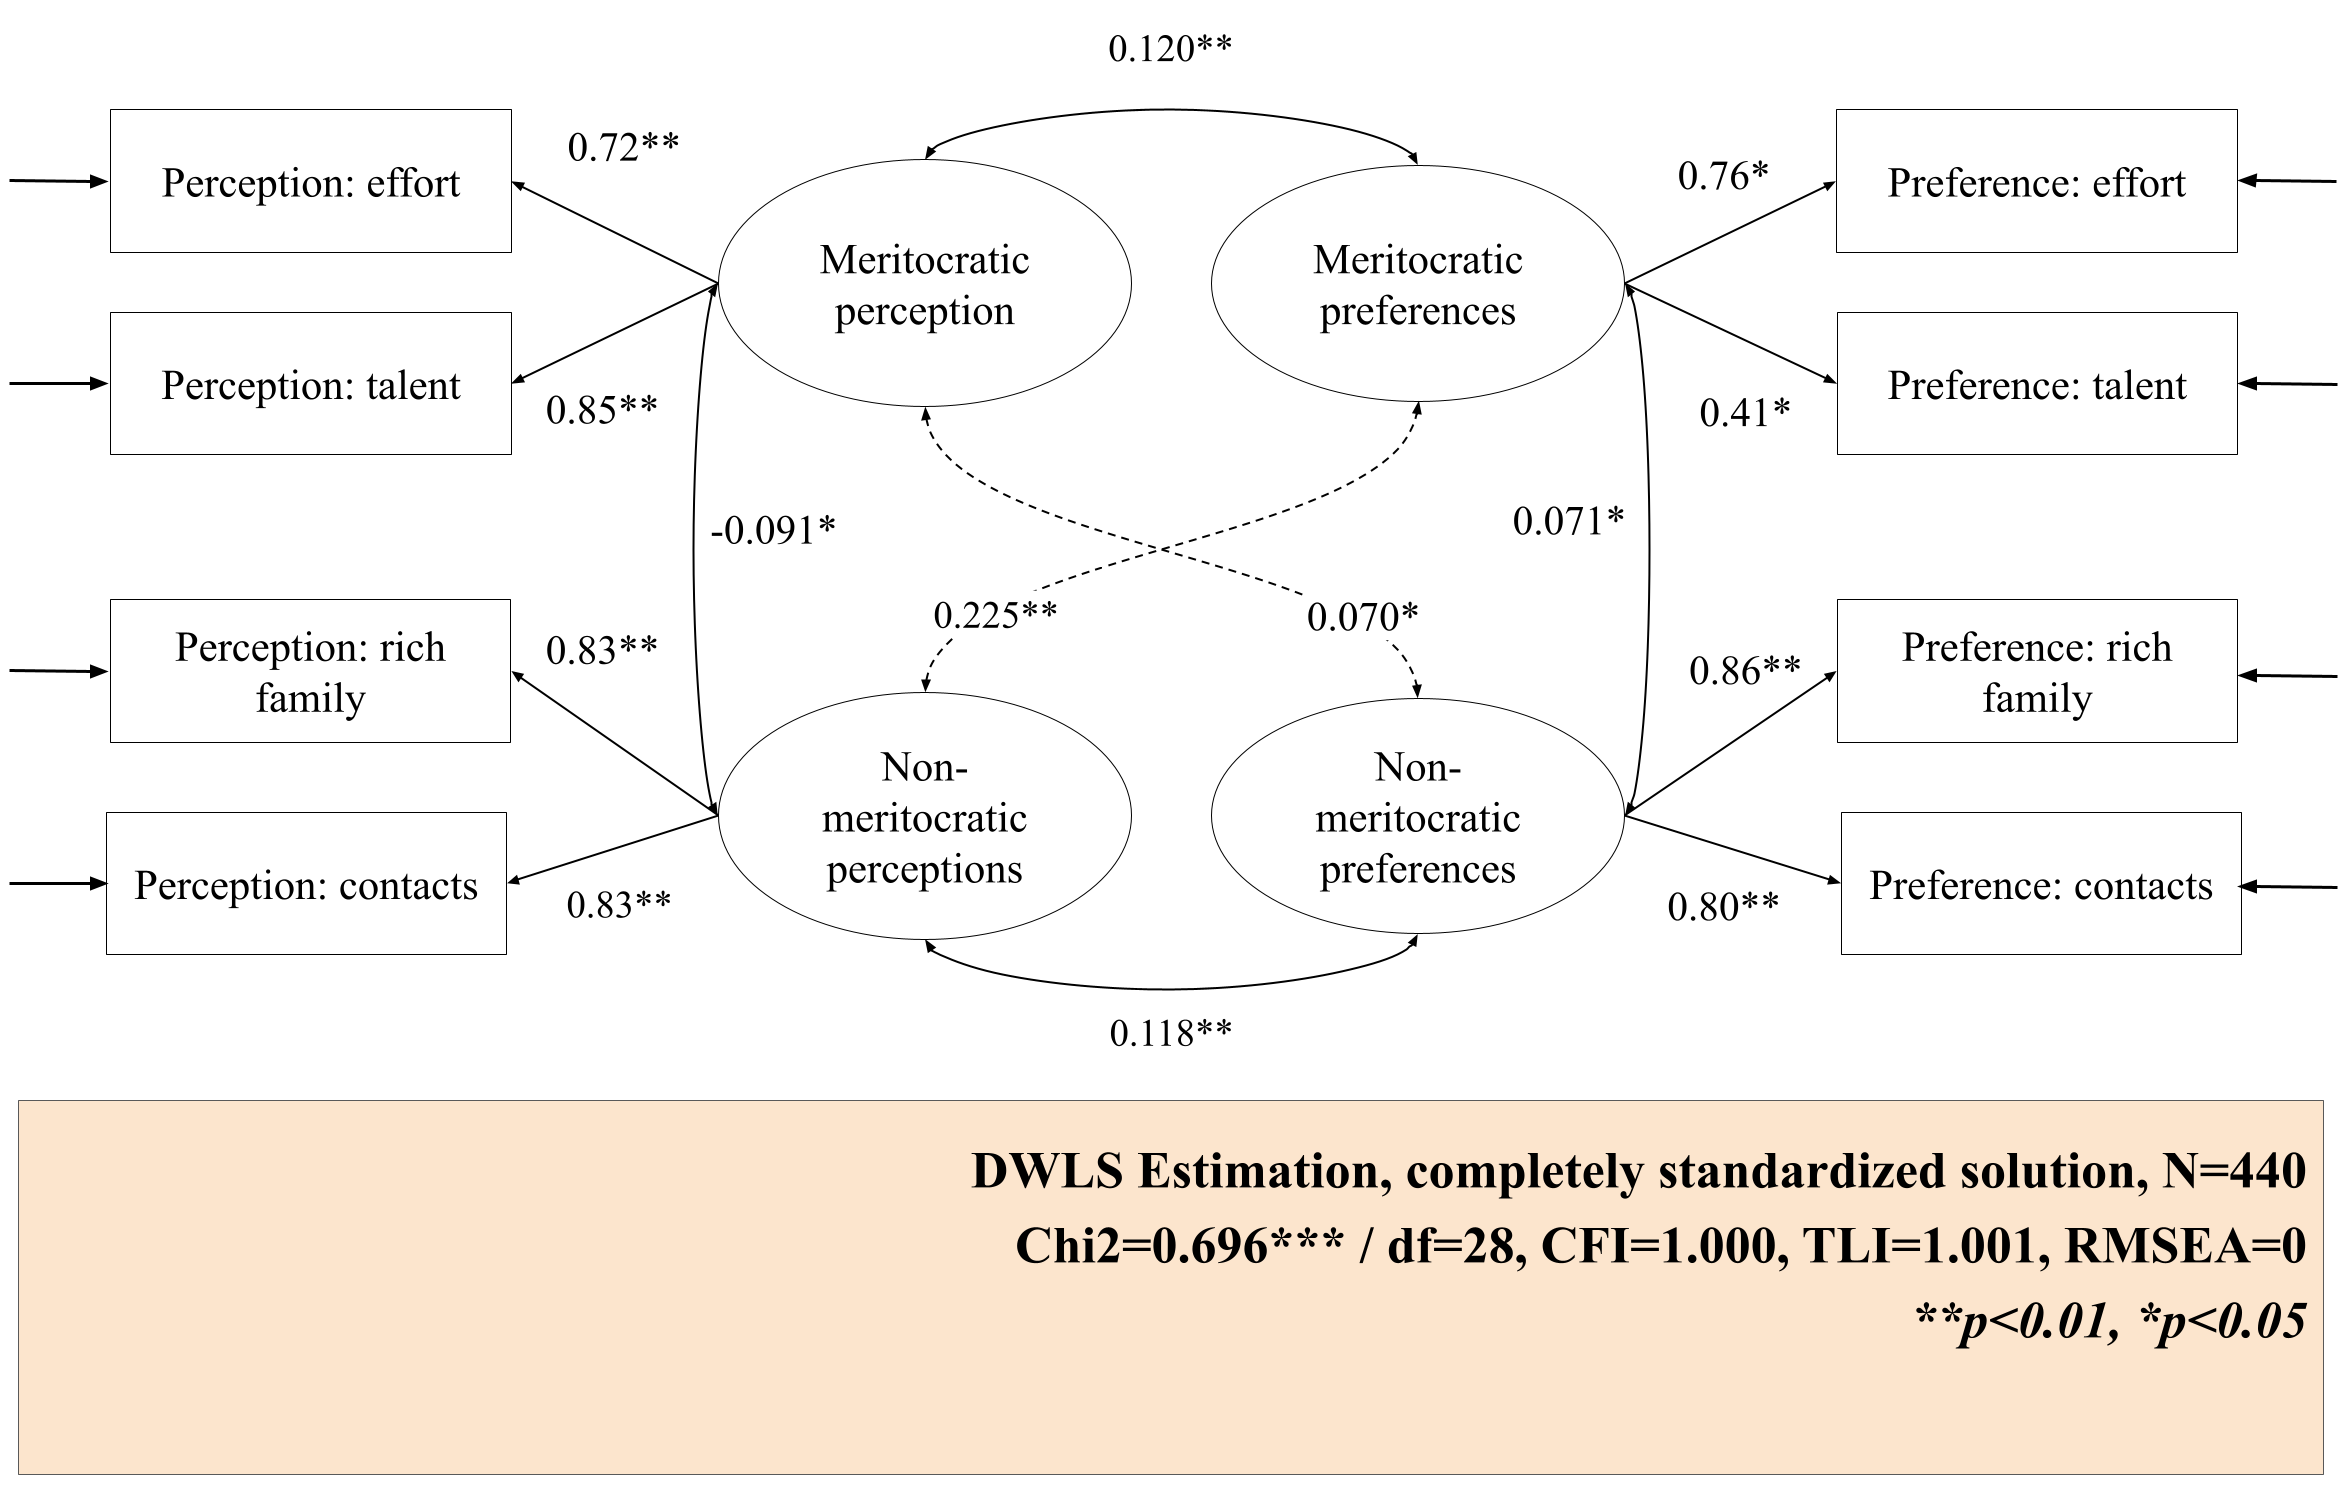 0.120**
Perception: effort
0.72**
0.76*
Preference: effort
Meritocratic
perception
Meritocratic
preferences
Perception: talent
0.85**
0.41*
Preference: talent
-0.091*
0.071*
0.225**
0.070*
Perception: rich
family
0.83**
0.86**
Preference: rich
family
Non-
meritocratic
perceptions
Non-
meritocratic
preferences
Perception: contacts
0.83**
0.80**
Preference: contacts
0.118**
DWLS Estimation, completely standardized solution, N=440
Chi2=0.696*** / df=28, CFI=1.000, TLI=1.001, RMSEA=0
**p<0.01, *p<0.05